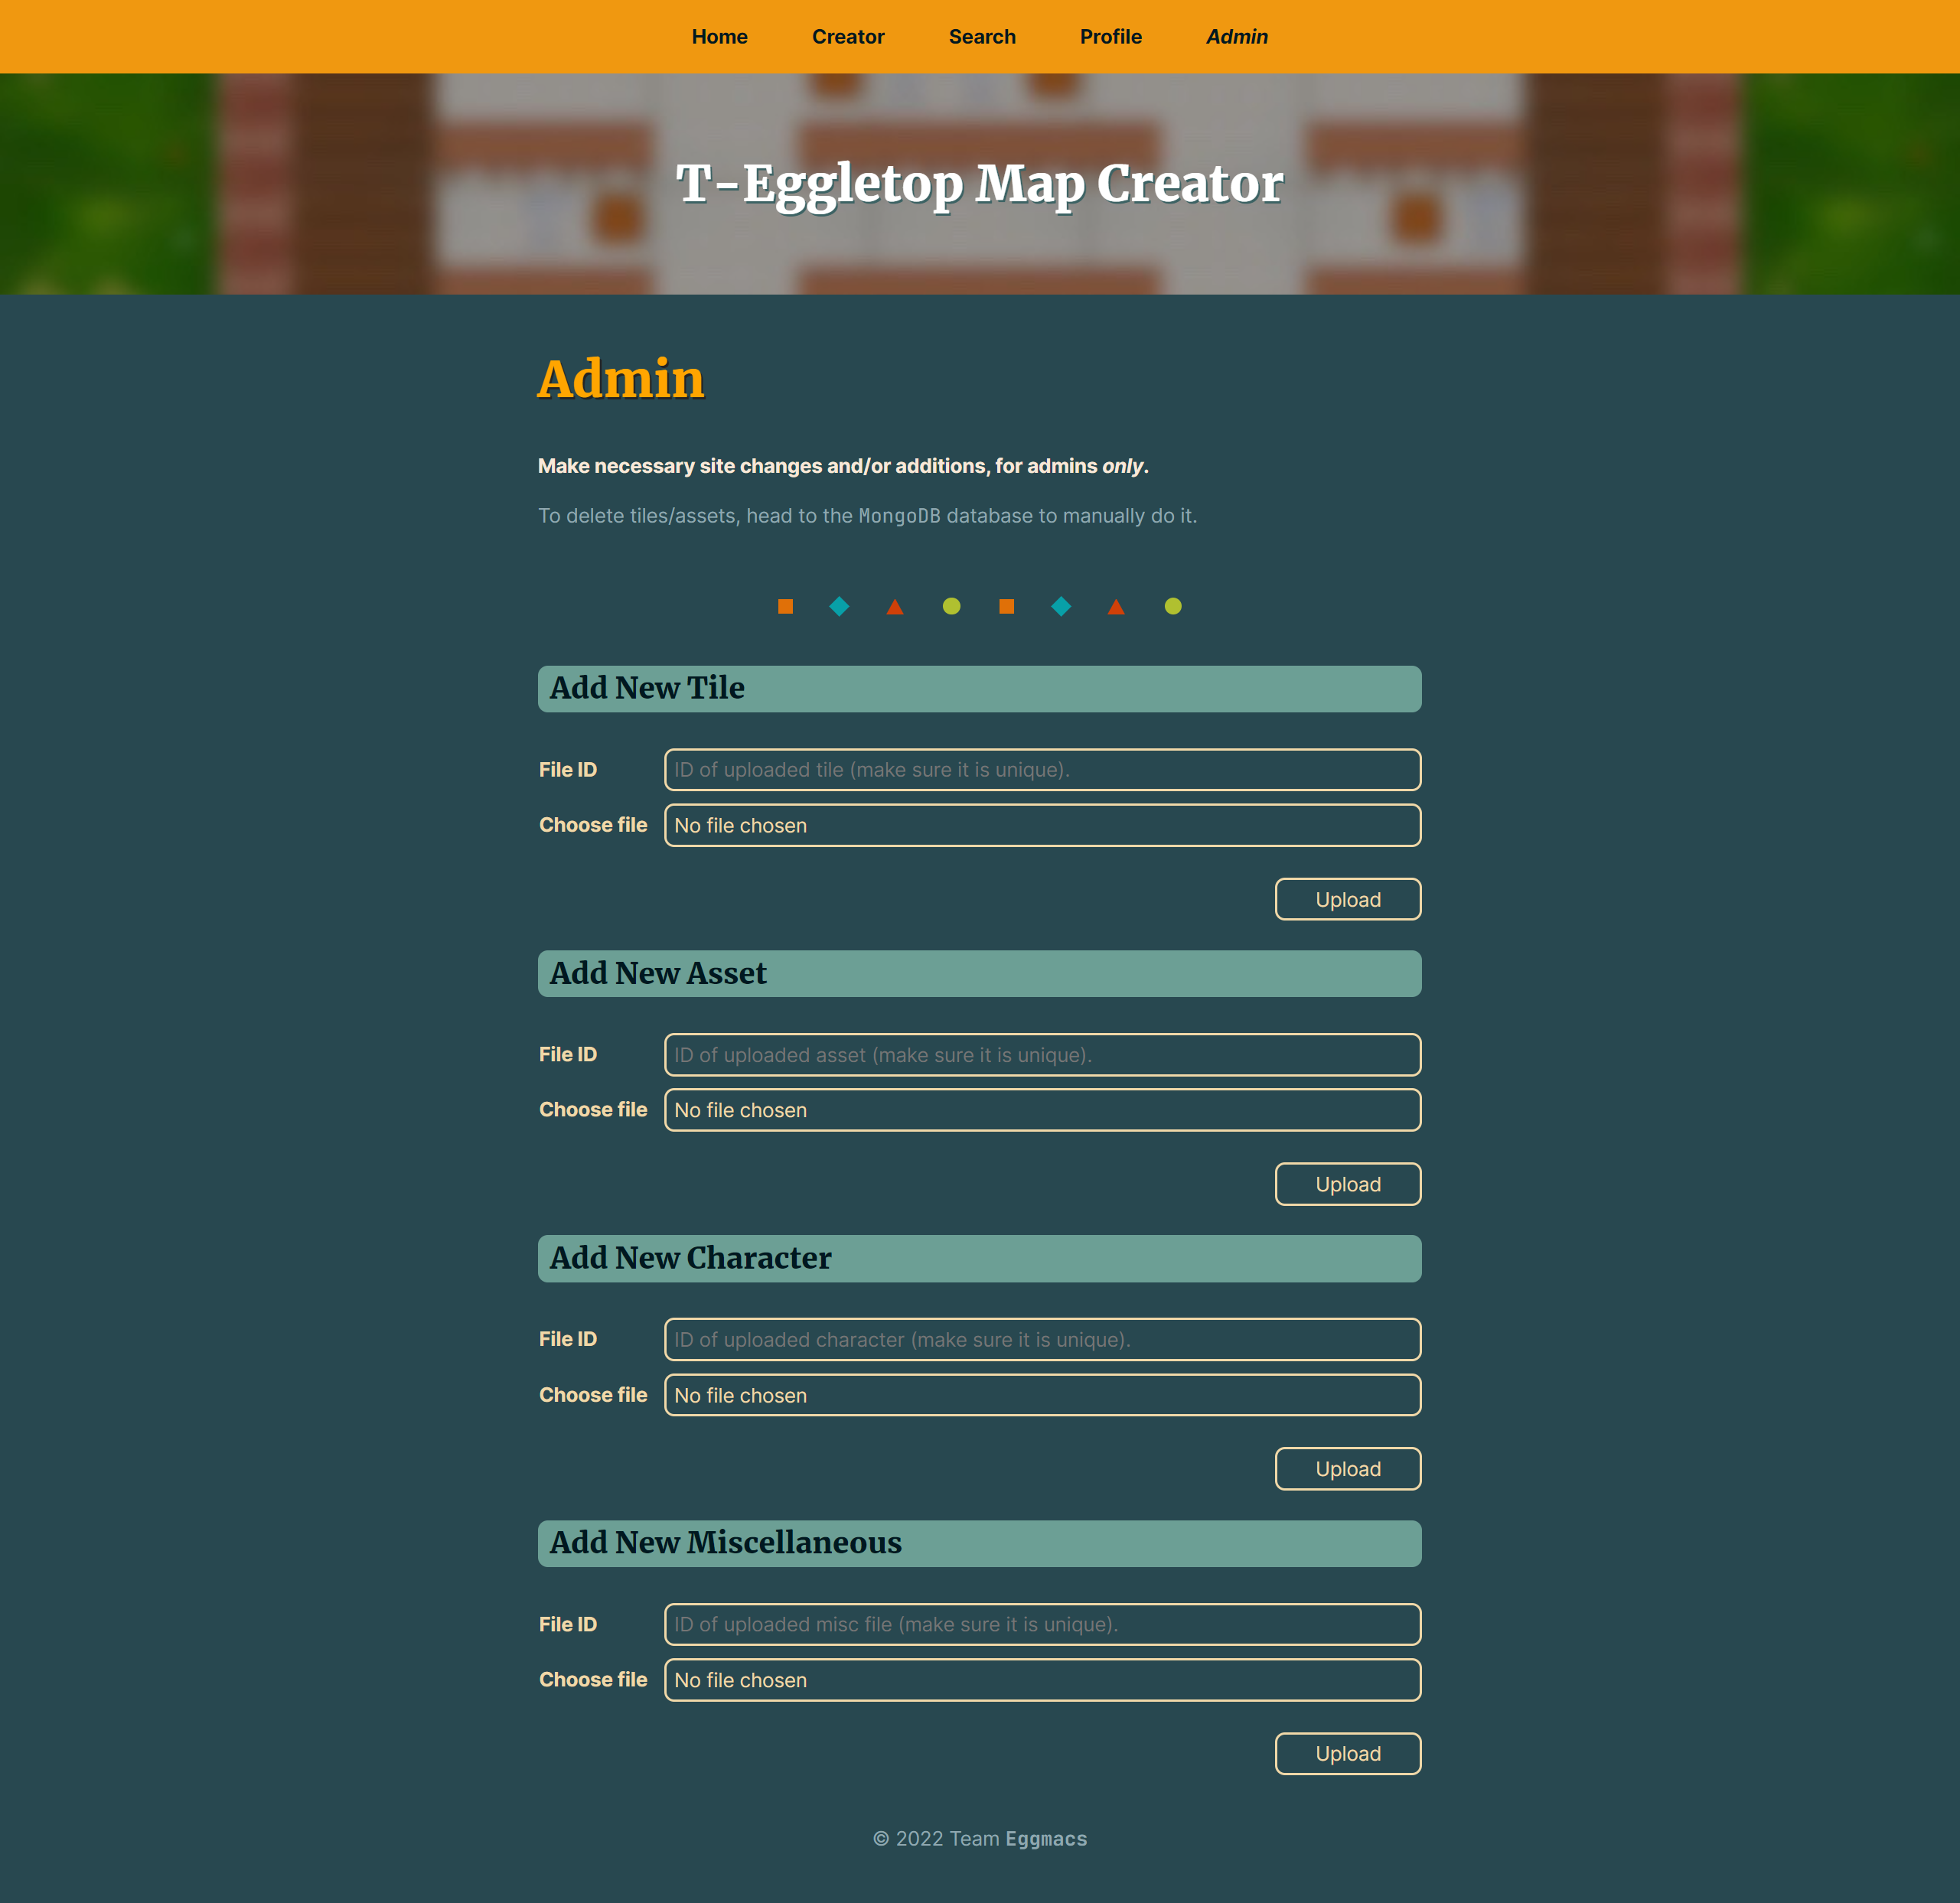 Home Creator Search Profile Admin
T-Eggletop Map Creator
Admin
Make necessary site changes and/or additions, for admins only.
To delete tiles/assets, head to the MongoDB database to manually do it.
Add New Tile
File ID ID of uploaded tile (make sure it is unique).
Choose file No file chosen
Upload
Add New Asset
File ID ID of uploaded asset (make sure it is unique).
Choose file No file chosen
Upload
Add New Character
File ID ID of uploaded character (make sure it is unique).
Choose file No file chosen
Upload
Add New Miscellaneous
File ID ID of uploaded misc file (make sure it is unique).
Choose file No file chosen
Upload
© 2022 Team Eggmacs